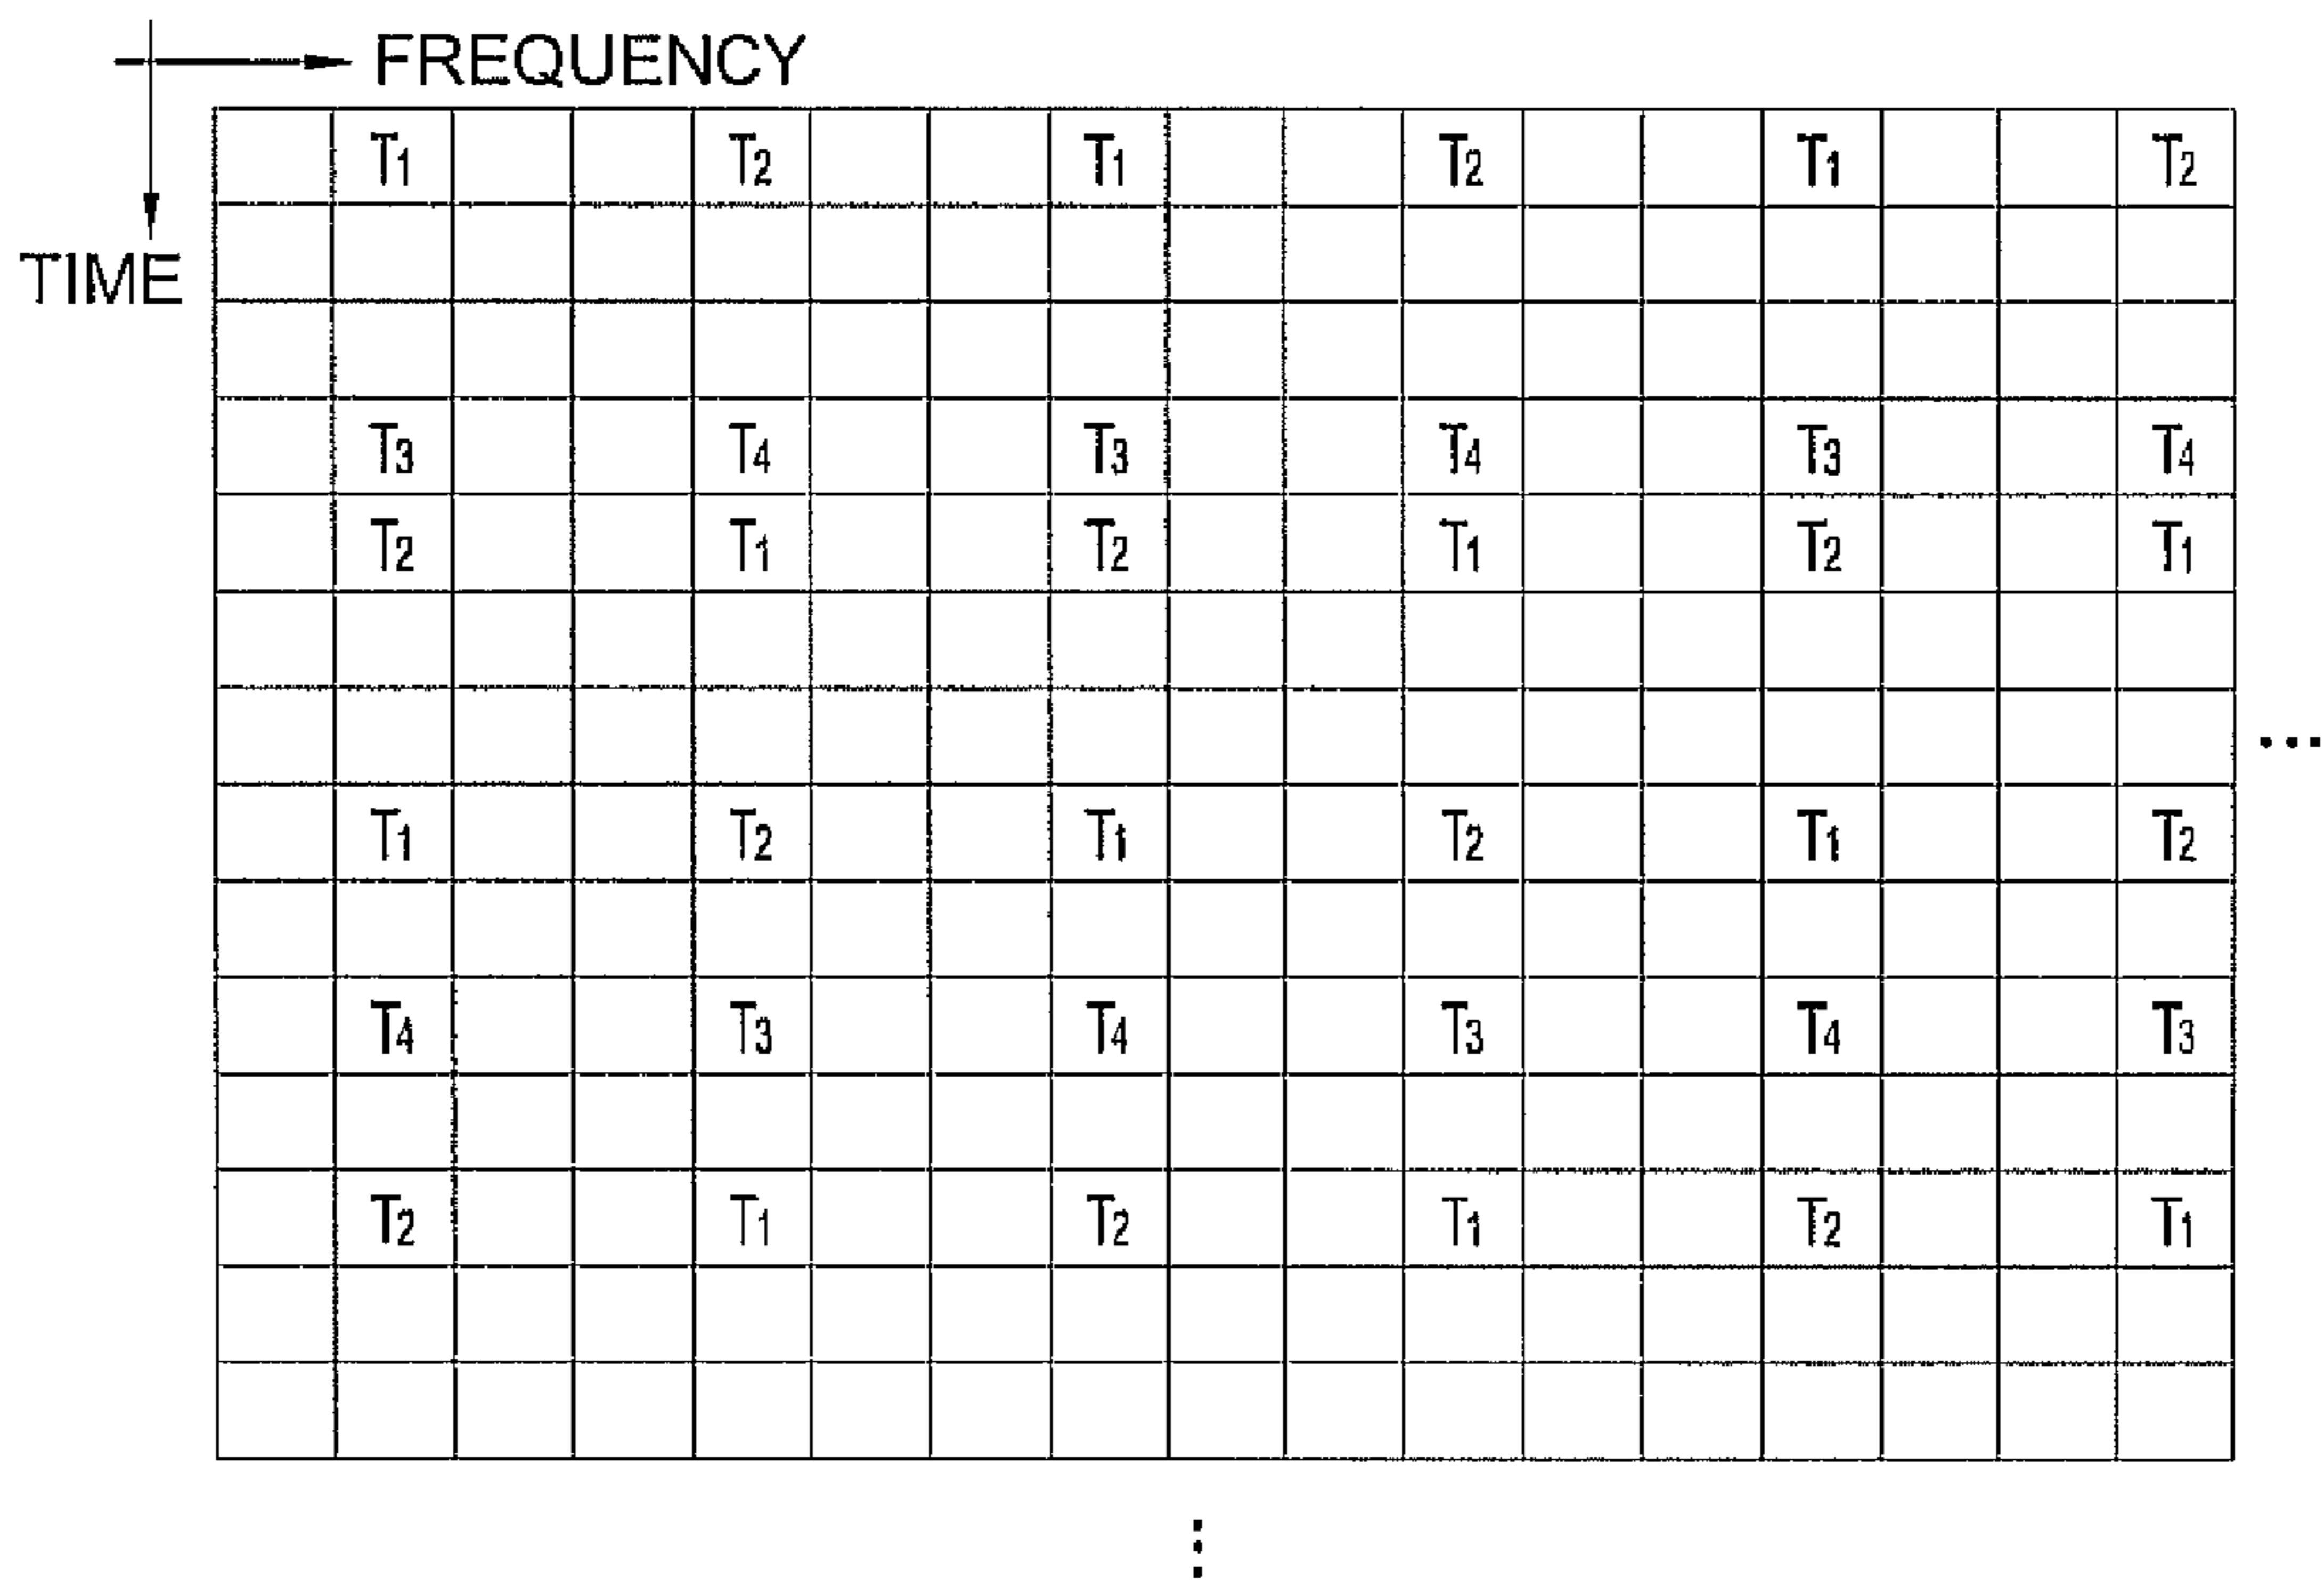 FREQUENCY
TIME
T1 T2 T1 T2 T1 T2
T3 T4 T3 T4 T3 T4
T2 T1 T2 T1 T2 T1
...
T1 T2 T1 T2 T1 T2
T4 T3 T4 T3 T4 T3
T2 T1 T2 T1 T2 T1
...